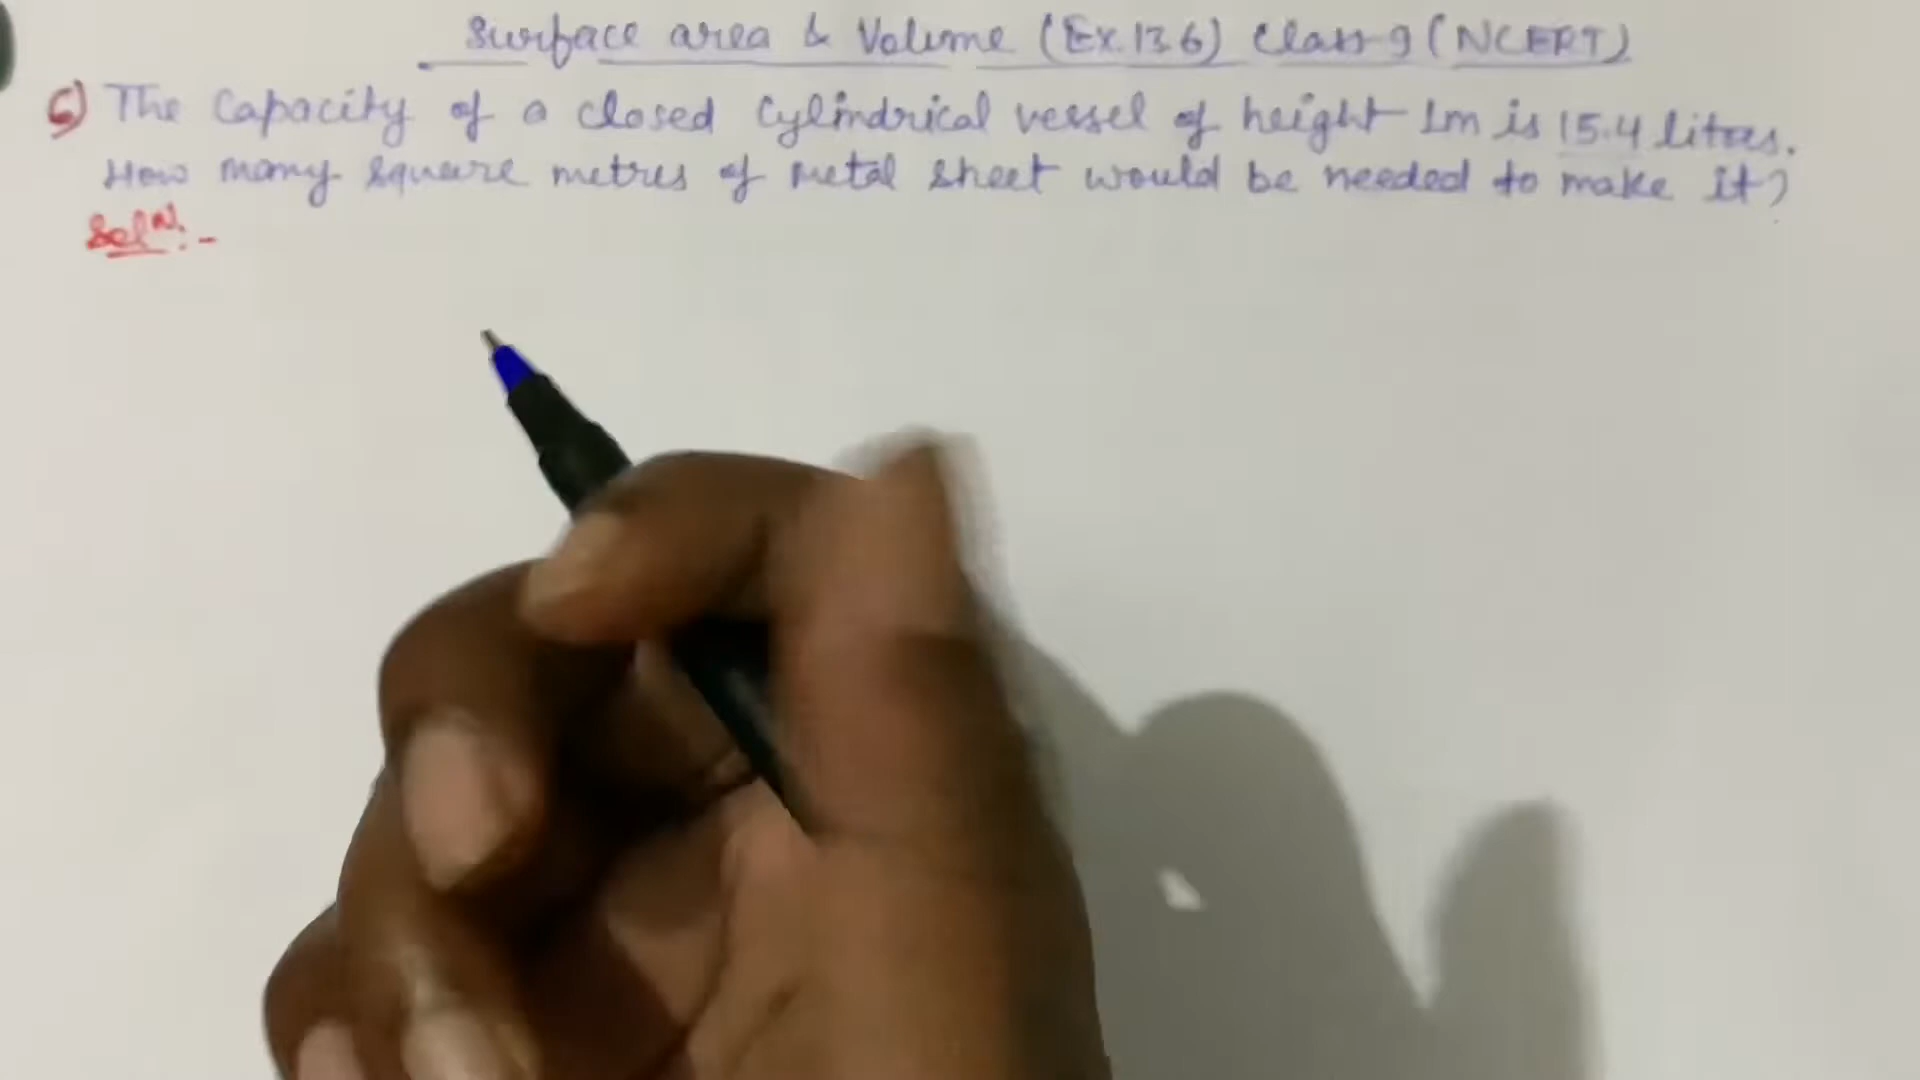 Surface area & Volume (Ex.13.6) Class-9 (NCERT)
6) The Capacity of a closed Cylindrical vessel of height 1m is 15.4 litres.
How many square metres of metal sheet would be needed to make it?
Solⁿ:-